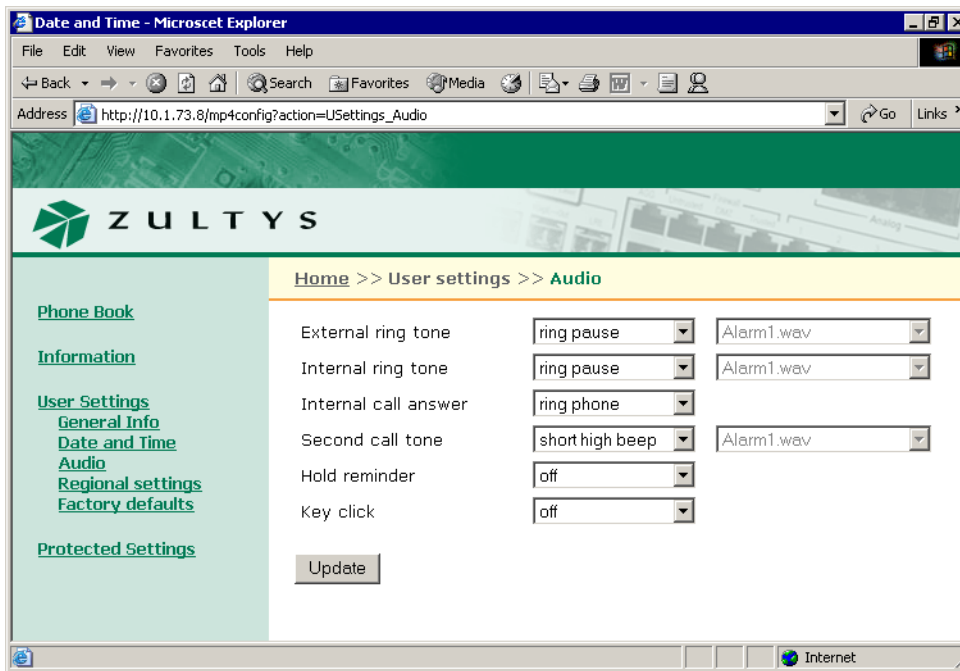 Date and Time - Microscet Explorer
File Edit View Favorites Tools Help
Back Search Favorites Media
Address http://10.1.73.8/mp4config?action=USettings_Audio Go Links
ZULTYS
Home >> User settings >> Audio
Phone Book
Information
User Settings
General Info
Date and Time
Audio
Regional settings
Factory defaults
Protected Settings
External ring tone ring pause Alarm1.wav
Internal ring tone ring pause Alarm1.wav
Internal call answer ring phone
Second call tone short high beep Alarm1.wav
Hold reminder off
Key click off
Update
Internet